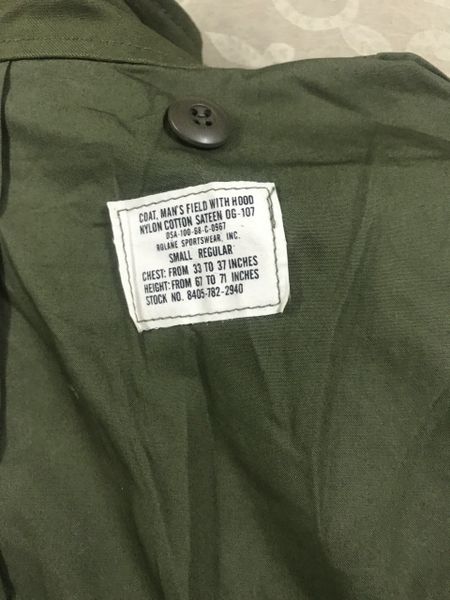 COAT, MAN'S FIELD WITH HOOD
NYLON COTTON SATEEN OG-107
DSA-100-68-C-0967
ROLANE SPORTSWEAR, INC.
SMALL REGULAR
CHEST: FROM 33 TO 37 INCHES
HEIGHT: FROM 67 TO 71 INCHES
STOCK NO. 8405-782-2940